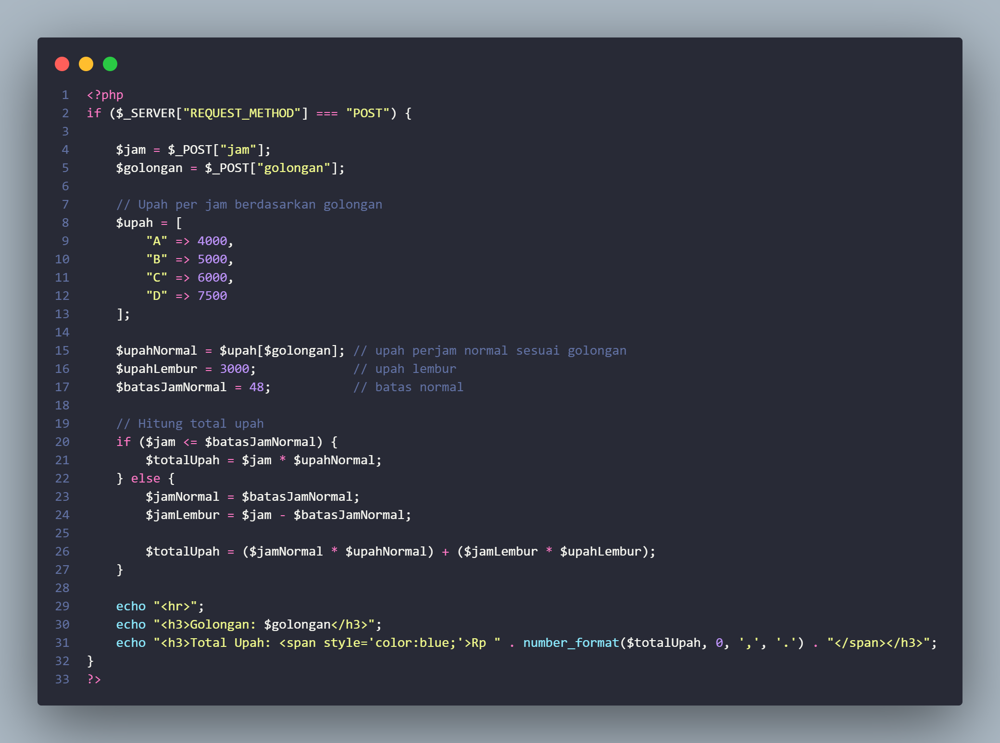 1 <?php
2 if ($_SERVER["REQUEST_METHOD"] === "POST") {
3
4     $jam = $_POST["jam"];
5     $golongan = $_POST["golongan"];
6
7     // Upah per jam berdasarkan golongan
8     $upah = [
9         "A" => 4000,
10         "B" => 5000,
11         "C" => 6000,
12         "D" => 7500
13     ];
14
15     $upahNormal = $upah[$golongan]; // upah perjam normal sesuai golongan
16     $upahLembur = 3000;             // upah lembur
17     $batasJamNormal = 48;           // batas normal
18
19     // Hitung total upah
20     if ($jam <= $batasJamNormal) {
21         $totalUpah = $jam * $upahNormal;
22     } else {
23         $jamNormal = $batasJamNormal;
24         $jamLembur = $jam - $batasJamNormal;
25
26         $totalUpah = ($jamNormal * $upahNormal) + ($jamLembur * $upahLembur);
27     }
28
29     echo "<hr>";
30     echo "<h3>Golongan: $golongan</h3>";
31     echo "<h3>Total Upah: <span style='color:blue;'>Rp " . number_format($totalUpah, 0, ',', '.') . "</span></h3>";
32 }
33 ?>